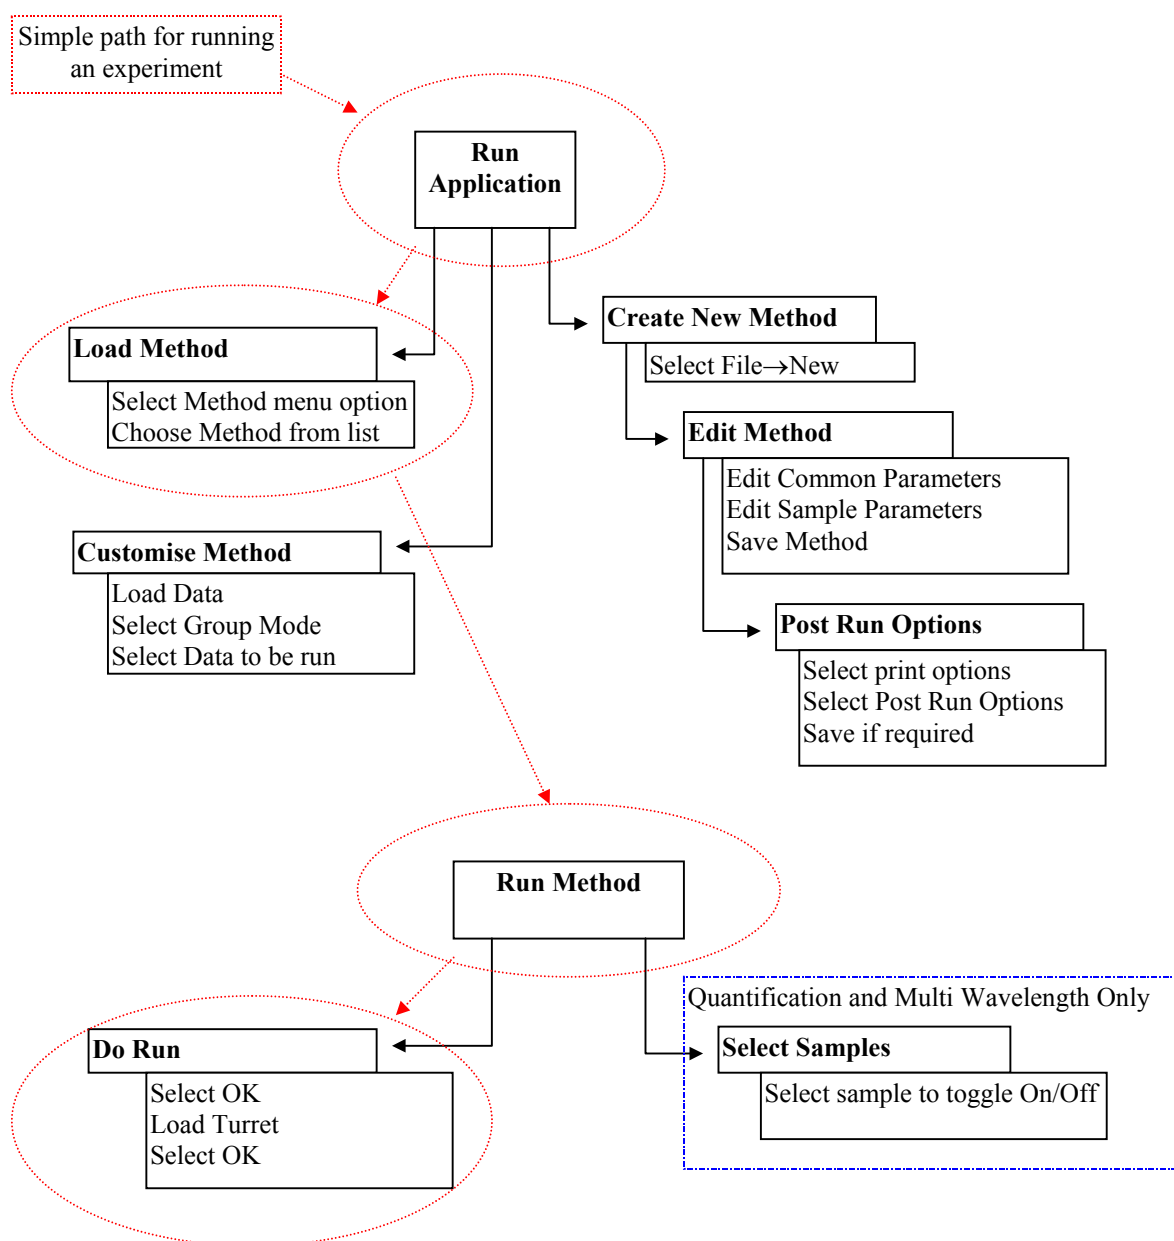 Simple path for running
an experiment
Run
Application
Load Method
Select Method menu option
Choose Method from list
Customise Method
Load Data
Select Group Mode
Select Data to be run
Create New Method
Select File→New
Edit Method
Edit Common Parameters
Edit Sample Parameters
Save Method
Post Run Options
Select print options
Select Post Run Options
Save if required
Run Method
Do Run
Select OK
Load Turret
Select OK
Quantification and Multi Wavelength Only
Select Samples
Select sample to toggle On/Off